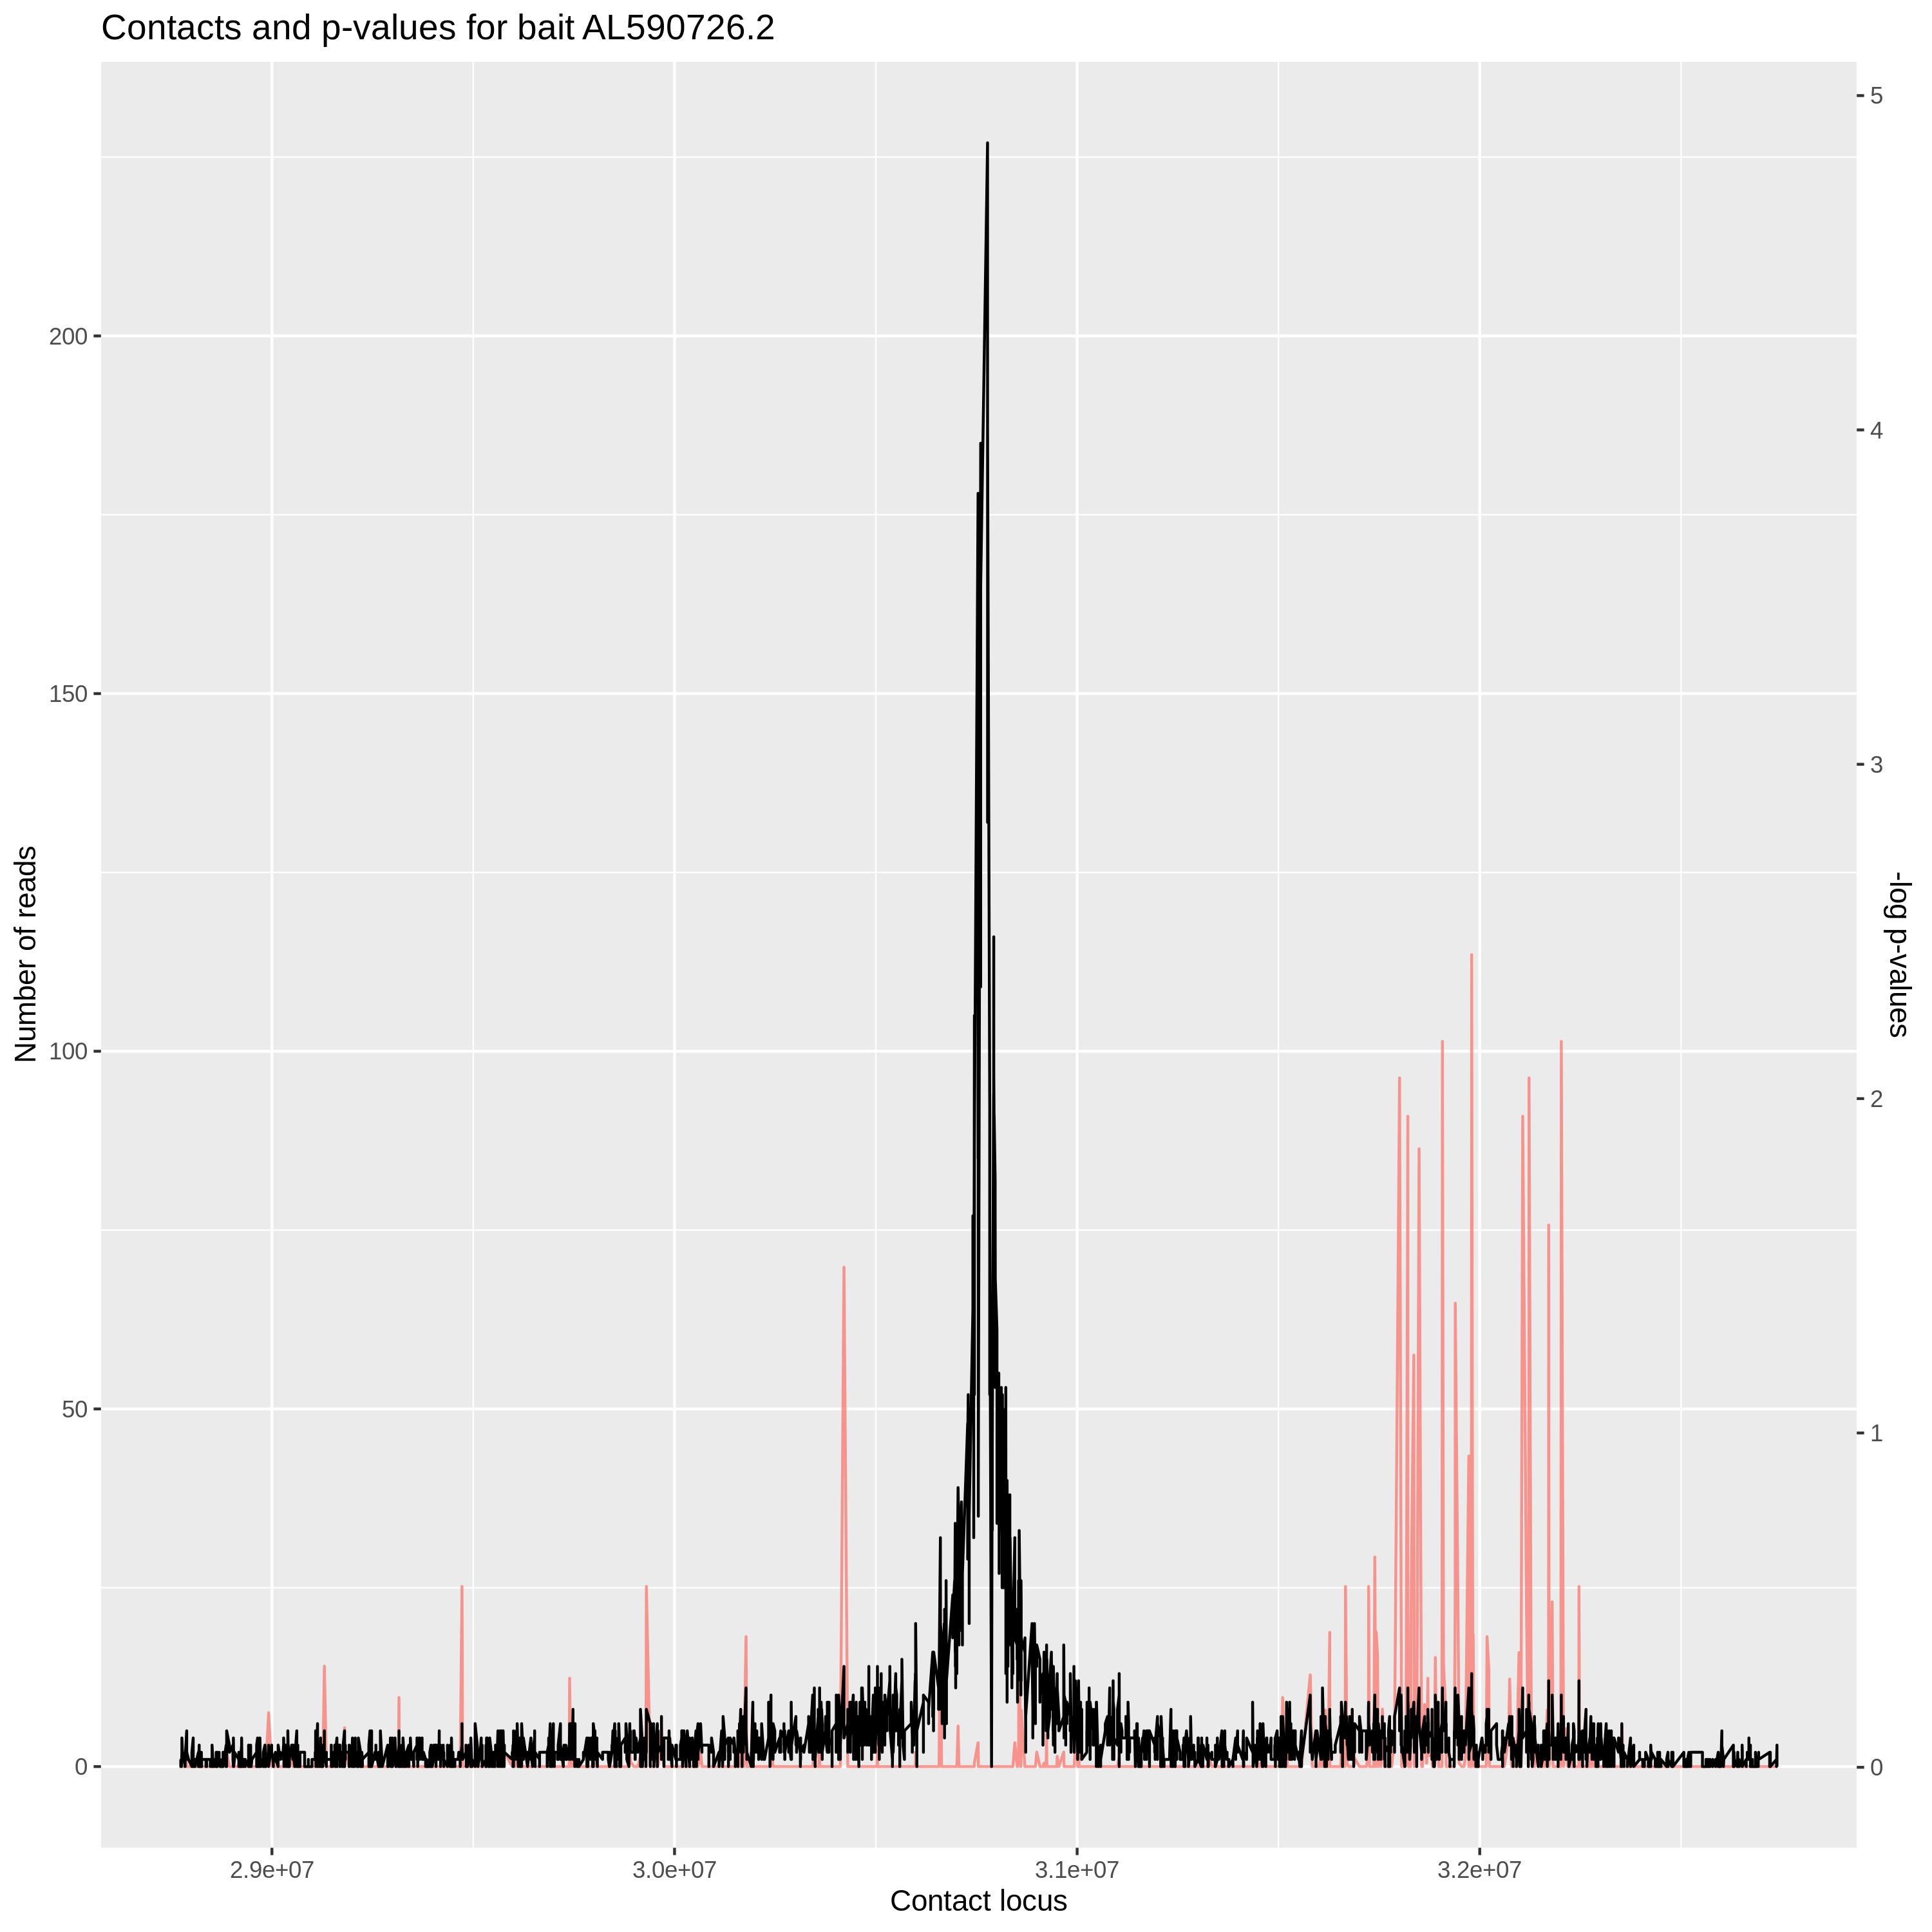 Contacts and p-values for bait AL590726.2
Number of reads
200
150
100
50
0
5
4
3
2
1
0
-log p-values
2.9e+07
3.0e+07
3.1e+07
3.2e+07
Contact locus